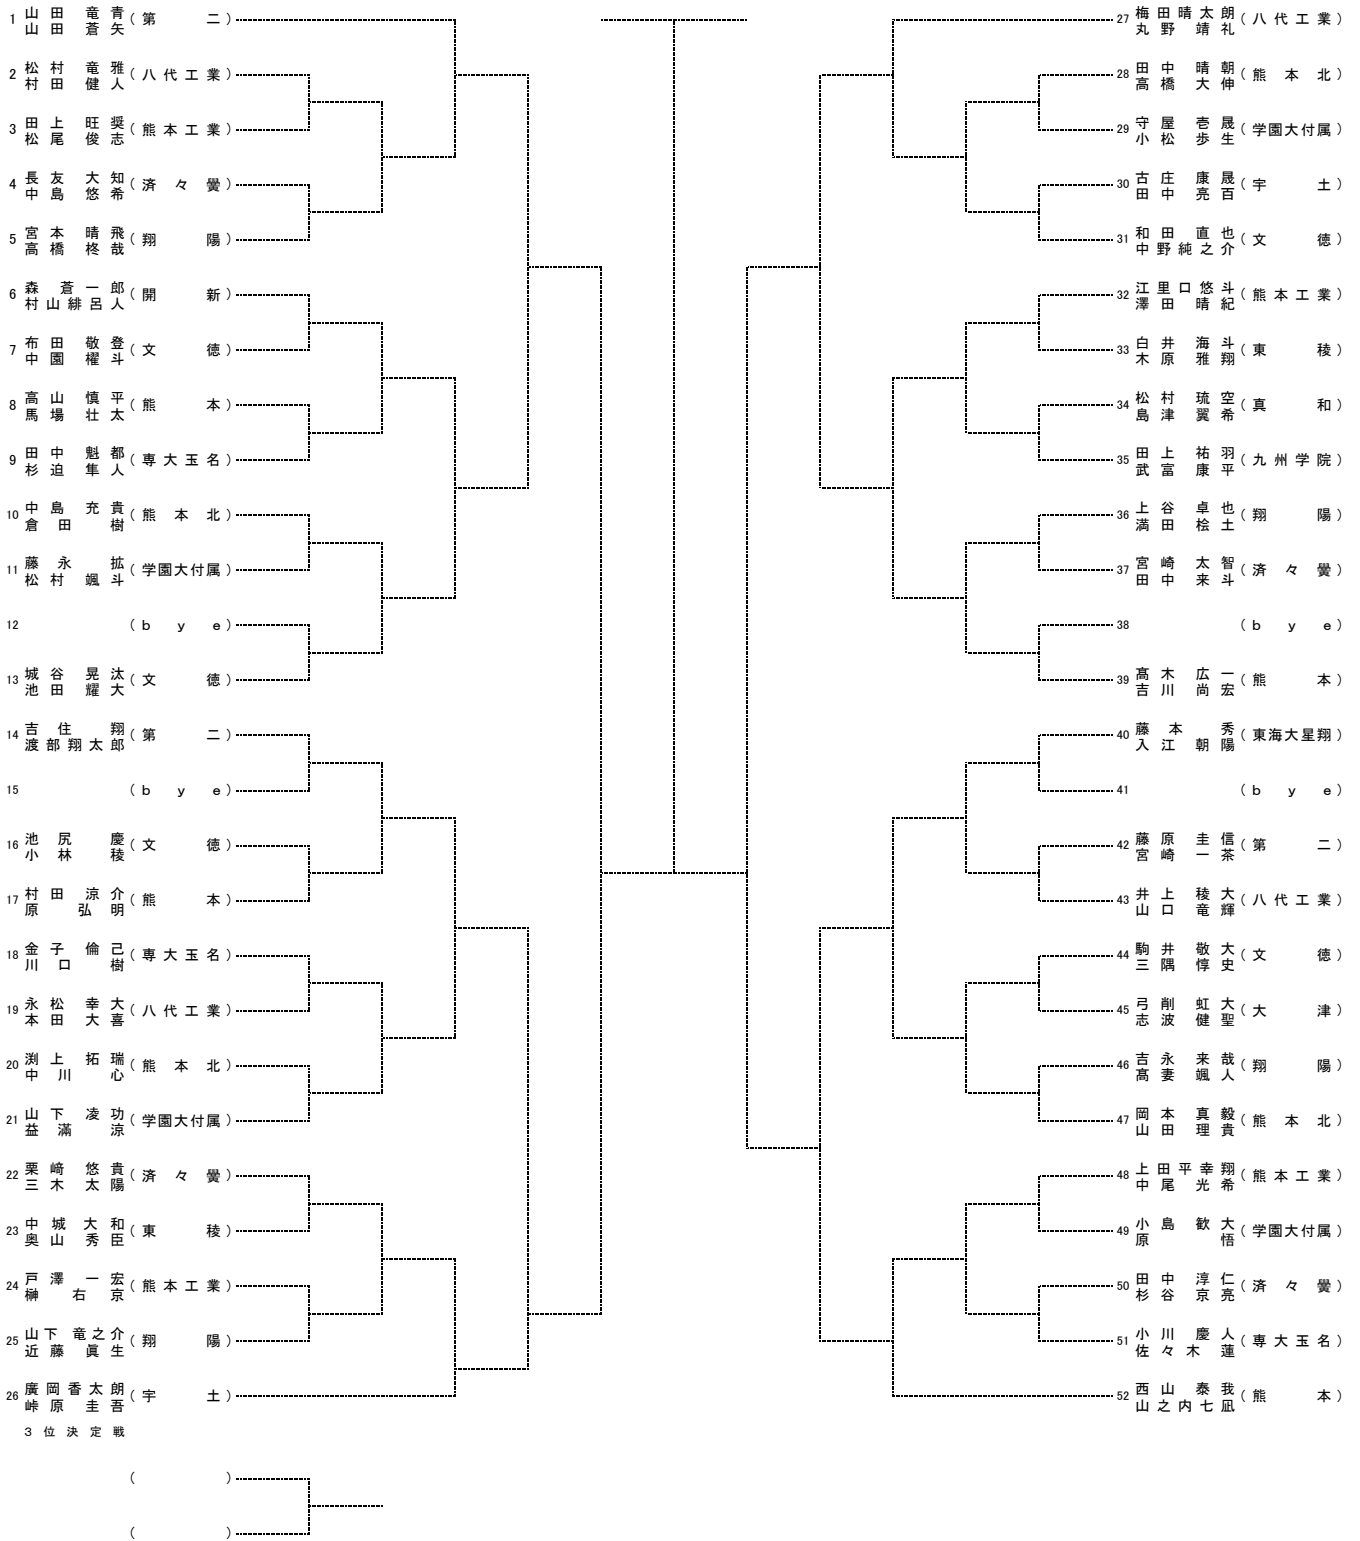 1 山田竜青 (第二)
山田蒼矢
2 松村竜雅 (八代工業)
村田健人
3 田上旺奨 (熊本工業)
松尾俊志
4 長友大知 (済々黌)
中島悠希
5 宮本晴飛 (翔陽)
高橋柊哉
6 森蒼一郎 (開新)
村山緋呂人
7 布田敬登 (文徳)
中園櫂斗
8 高山慎平 (熊本)
馬場壮太
9 田中魁都 (専大玉名)
杉迫隼人
10 中島充貴 (熊本北)
倉田樹
11 藤永拡 (学園大付属)
松村颯斗
12 (bye)
13 城谷晃汰 (文徳)
池田耀大
14 吉住翔 (第二)
渡部翔太郎
15 (bye)
16 池尻慶 (文徳)
小林稜
17 村田涼介 (熊本)
原弘明
18 金子倫己 (専大玉名)
川口樹
19 永松幸大 (八代工業)
本田大喜
20 渕上拓瑞 (熊本北)
中川心
21 山下凌功 (学園大付属)
益滿涼
22 栗﨑悠貴 (済々黌)
三木太陽
23 中城大和 (東稜)
奥山秀臣
24 戸澤一宏 (熊本工業)
榊右京
25 山下竜之介 (翔陽)
近藤眞生
26 廣岡香太朗 (宇土)
峠原圭吾
3位決定戦
( )
( )
27 梅田晴太朗 (八代工業)
丸野靖礼
28 田中晴朝 (熊本北)
高橋大伸
29 守屋壱晟 (学園大付属)
小松歩生
30 古庄康晟 (宇土)
田中亮百
31 和田直也 (文徳)
中野純之介
32 江里口悠斗 (熊本工業)
澤田晴紀
33 白井海斗 (東稜)
木原雅翔
34 松村琉空 (真和)
島津翼希
35 田上祐羽 (九州学院)
武富康平
36 上谷卓也 (翔陽)
満田桧土
37 宮崎太智 (済々黌)
田中来斗
38 (bye)
39 髙木広一 (熊本)
吉川尚宏
40 藤本秀 (東海大星翔)
入江朝陽
41 (bye)
42 藤原圭信 (第二)
宮崎一茶
43 井上稜大 (八代工業)
山口竜輝
44 駒井敬大 (文徳)
三隅惇史
45 弓削虹大 (大津)
志波健聖
46 吉永来哉 (翔陽)
髙妻颯人
47 岡本真毅 (熊本北)
山田理貴
48 上田平幸翔 (熊本工業)
中尾光希
49 小島歓大 (学園大付属)
原悟
50 田中淳仁 (済々黌)
杉谷京亮
51 小川慶人 (専大玉名)
佐々木蓮
52 西山泰我 (熊本)
山之内七凪